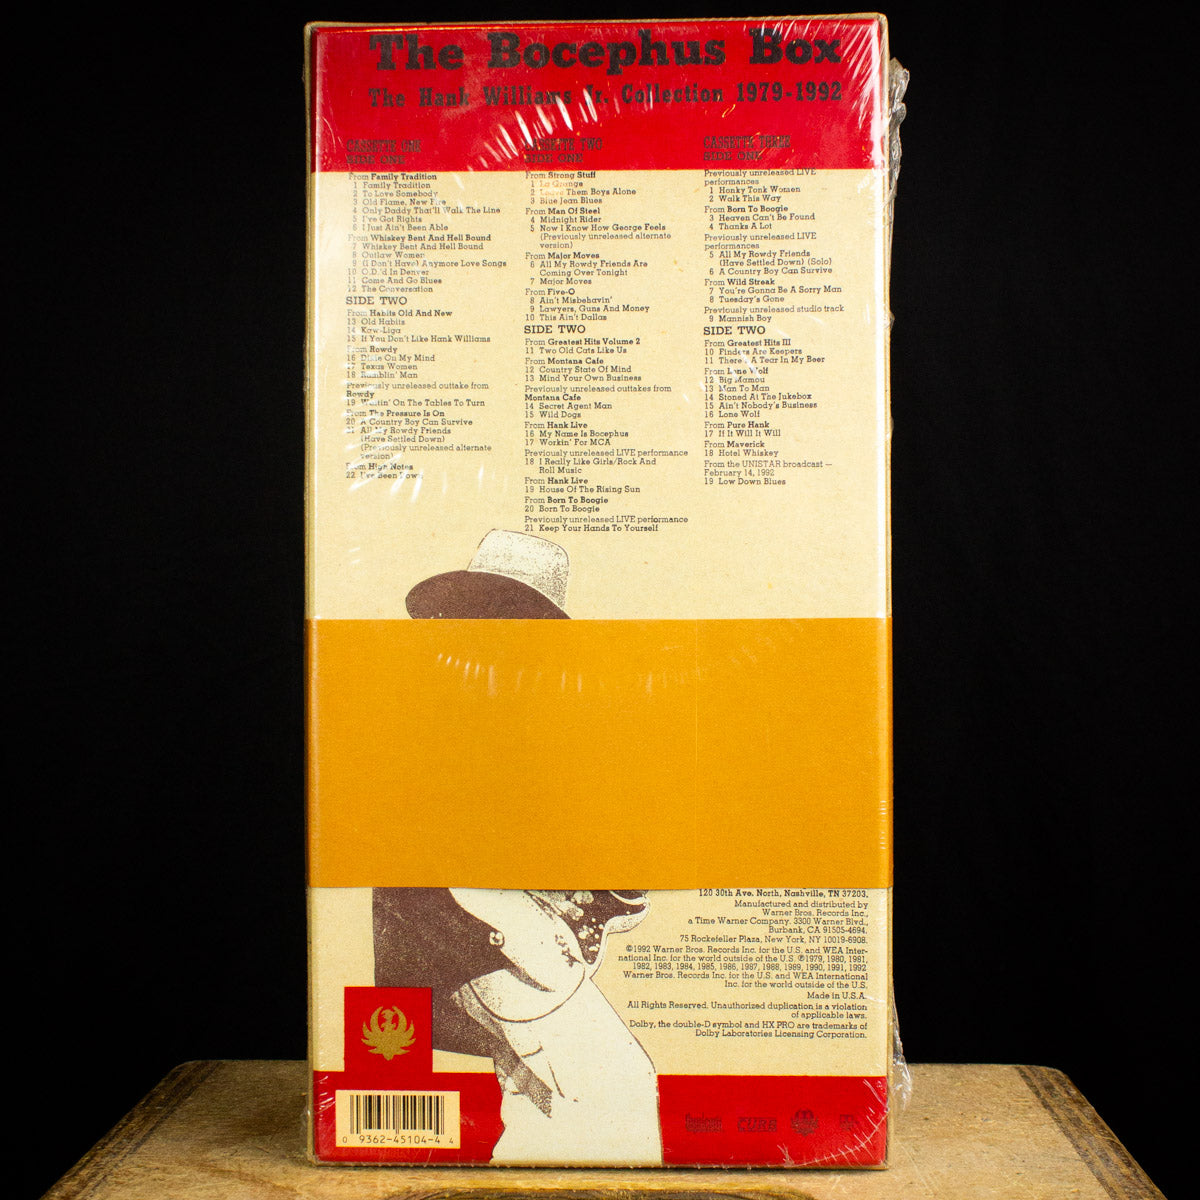 The Bocephus Box
The Hank Williams Jr. Collection 1979-1992
CASSETTE ONE
SIDE ONE
From Family Tradition
1 Family Tradition
2 To Love Somebody
3 Old Flame, New Fire
4 Only Daddy That'll Walk The Line
5 I've Got Rights
6 I Just Ain't Been Able
From Whiskey Bent And Hell Bound
7 Whiskey Bent And Hell Bound
8 Outlaw Women
9 (I Don't Have) Anymore Love Songs
10 O.D.'d In Denver
11 Come And Go Blues
12 The Conversation
SIDE TWO
From Habits Old And New
13 Old Habits
14 Kaw-Liga
15 If You Don't Like Hank Williams
From Rowdy
16 Dixie On My Mind
17 Texas Women
18 Ramblin' Man
Previously unreleased outtake from
Rowdy
19 Waitin' On The Tables To Turn
From The Pressure Is On
20 A Country Boy Can Survive
21 All My Rowdy Friends
(Have Settled Down)
(Previously unreleased alternate
version)
From High Notes
22 I've Been Down
CASSETTE TWO
SIDE ONE
From Strong Stuff
1 La Grange
2 Leave Them Boys Alone
3 Blue Jean Blues
From Man Of Steel
4 Midnight Rider
5 Now I Know How George Feels
(Previously unreleased alternate
version)
From Major Moves
6 All My Rowdy Friends Are
Coming Over Tonight
7 Major Moves
From Five-O
8 Ain't Misbehavin'
9 Lawyers, Guns And Money
10 This Ain't Dallas
SIDE TWO
From Greatest Hits Volume 2
11 Two Old Cats Like Us
From Montana Cafe
12 Country State Of Mind
13 Mind Your Own Business
Previously unreleased outtakes from
Montana Cafe
14 Secret Agent Man
15 Wild Dogs
From Hank Live
16 My Name Is Bocephus
17 Workin' For MCA
Previously unreleased LIVE performance
18 I Really Like Girls/Rock And
Roll Music
From Hank Live
19 House Of The Rising Sun
From Born To Boogie
20 Born To Boogie
Previously unreleased LIVE performance
21 Keep Your Hands To Yourself
CASSETTE THREE
SIDE ONE
Previously unreleased LIVE
performances
1 Honky Tonk Women
2 Walk This Way
From Born To Boogie
3 Heaven Can't Be Found
4 Thanks A Lot
Previously unreleased LIVE
performances
5 All My Rowdy Friends
(Have Settled Down) (Solo)
6 A Country Boy Can Survive
From Wild Streak
7 You're Gonna Be A Sorry Man
8 Tuesday's Gone
Previously unreleased studio track
9 Mannish Boy
SIDE TWO
From Greatest Hits III
10 Finders Are Keepers
11 There's A Tear In My Beer
From Lone Wolf
12 Big Mamou
13 Man To Man
14 Stoned At The Jukebox
15 Ain't Nobody's Business
16 Lone Wolf
From Pure Hank
17 If It Will It Will
From Maverick
18 Hotel Whiskey
From the UNISTAR broadcast —
February 14, 1992
19 Low Down Blues
120 30th Ave. North, Nashville, TN 37203.
Manufactured and distributed by
Warner Bros. Records Inc.,
a Time Warner Company. 3300 Warner Blvd.,
Burbank, CA 91505-4694.
75 Rockefeller Plaza, New York, NY 10019-6908.
©1992 Warner Bros. Records Inc. for the U.S. and WEA Inter-
national Inc. for the world outside of the U.S. ℗1979, 1980, 1981,
1982, 1983, 1984, 1985, 1986, 1987, 1988, 1989, 1990, 1991, 1992
Warner Bros. Records Inc. for the U.S. and WEA International
Inc. for the world outside of the U.S.
Made in U.S.A.
All Rights Reserved. Unauthorized duplication is a violation
of applicable laws.
Dolby, the double-D symbol and HX PRO are trademarks of
Dolby Laboratories Licensing Corporation.
0 9362-45104-4 4
CURB